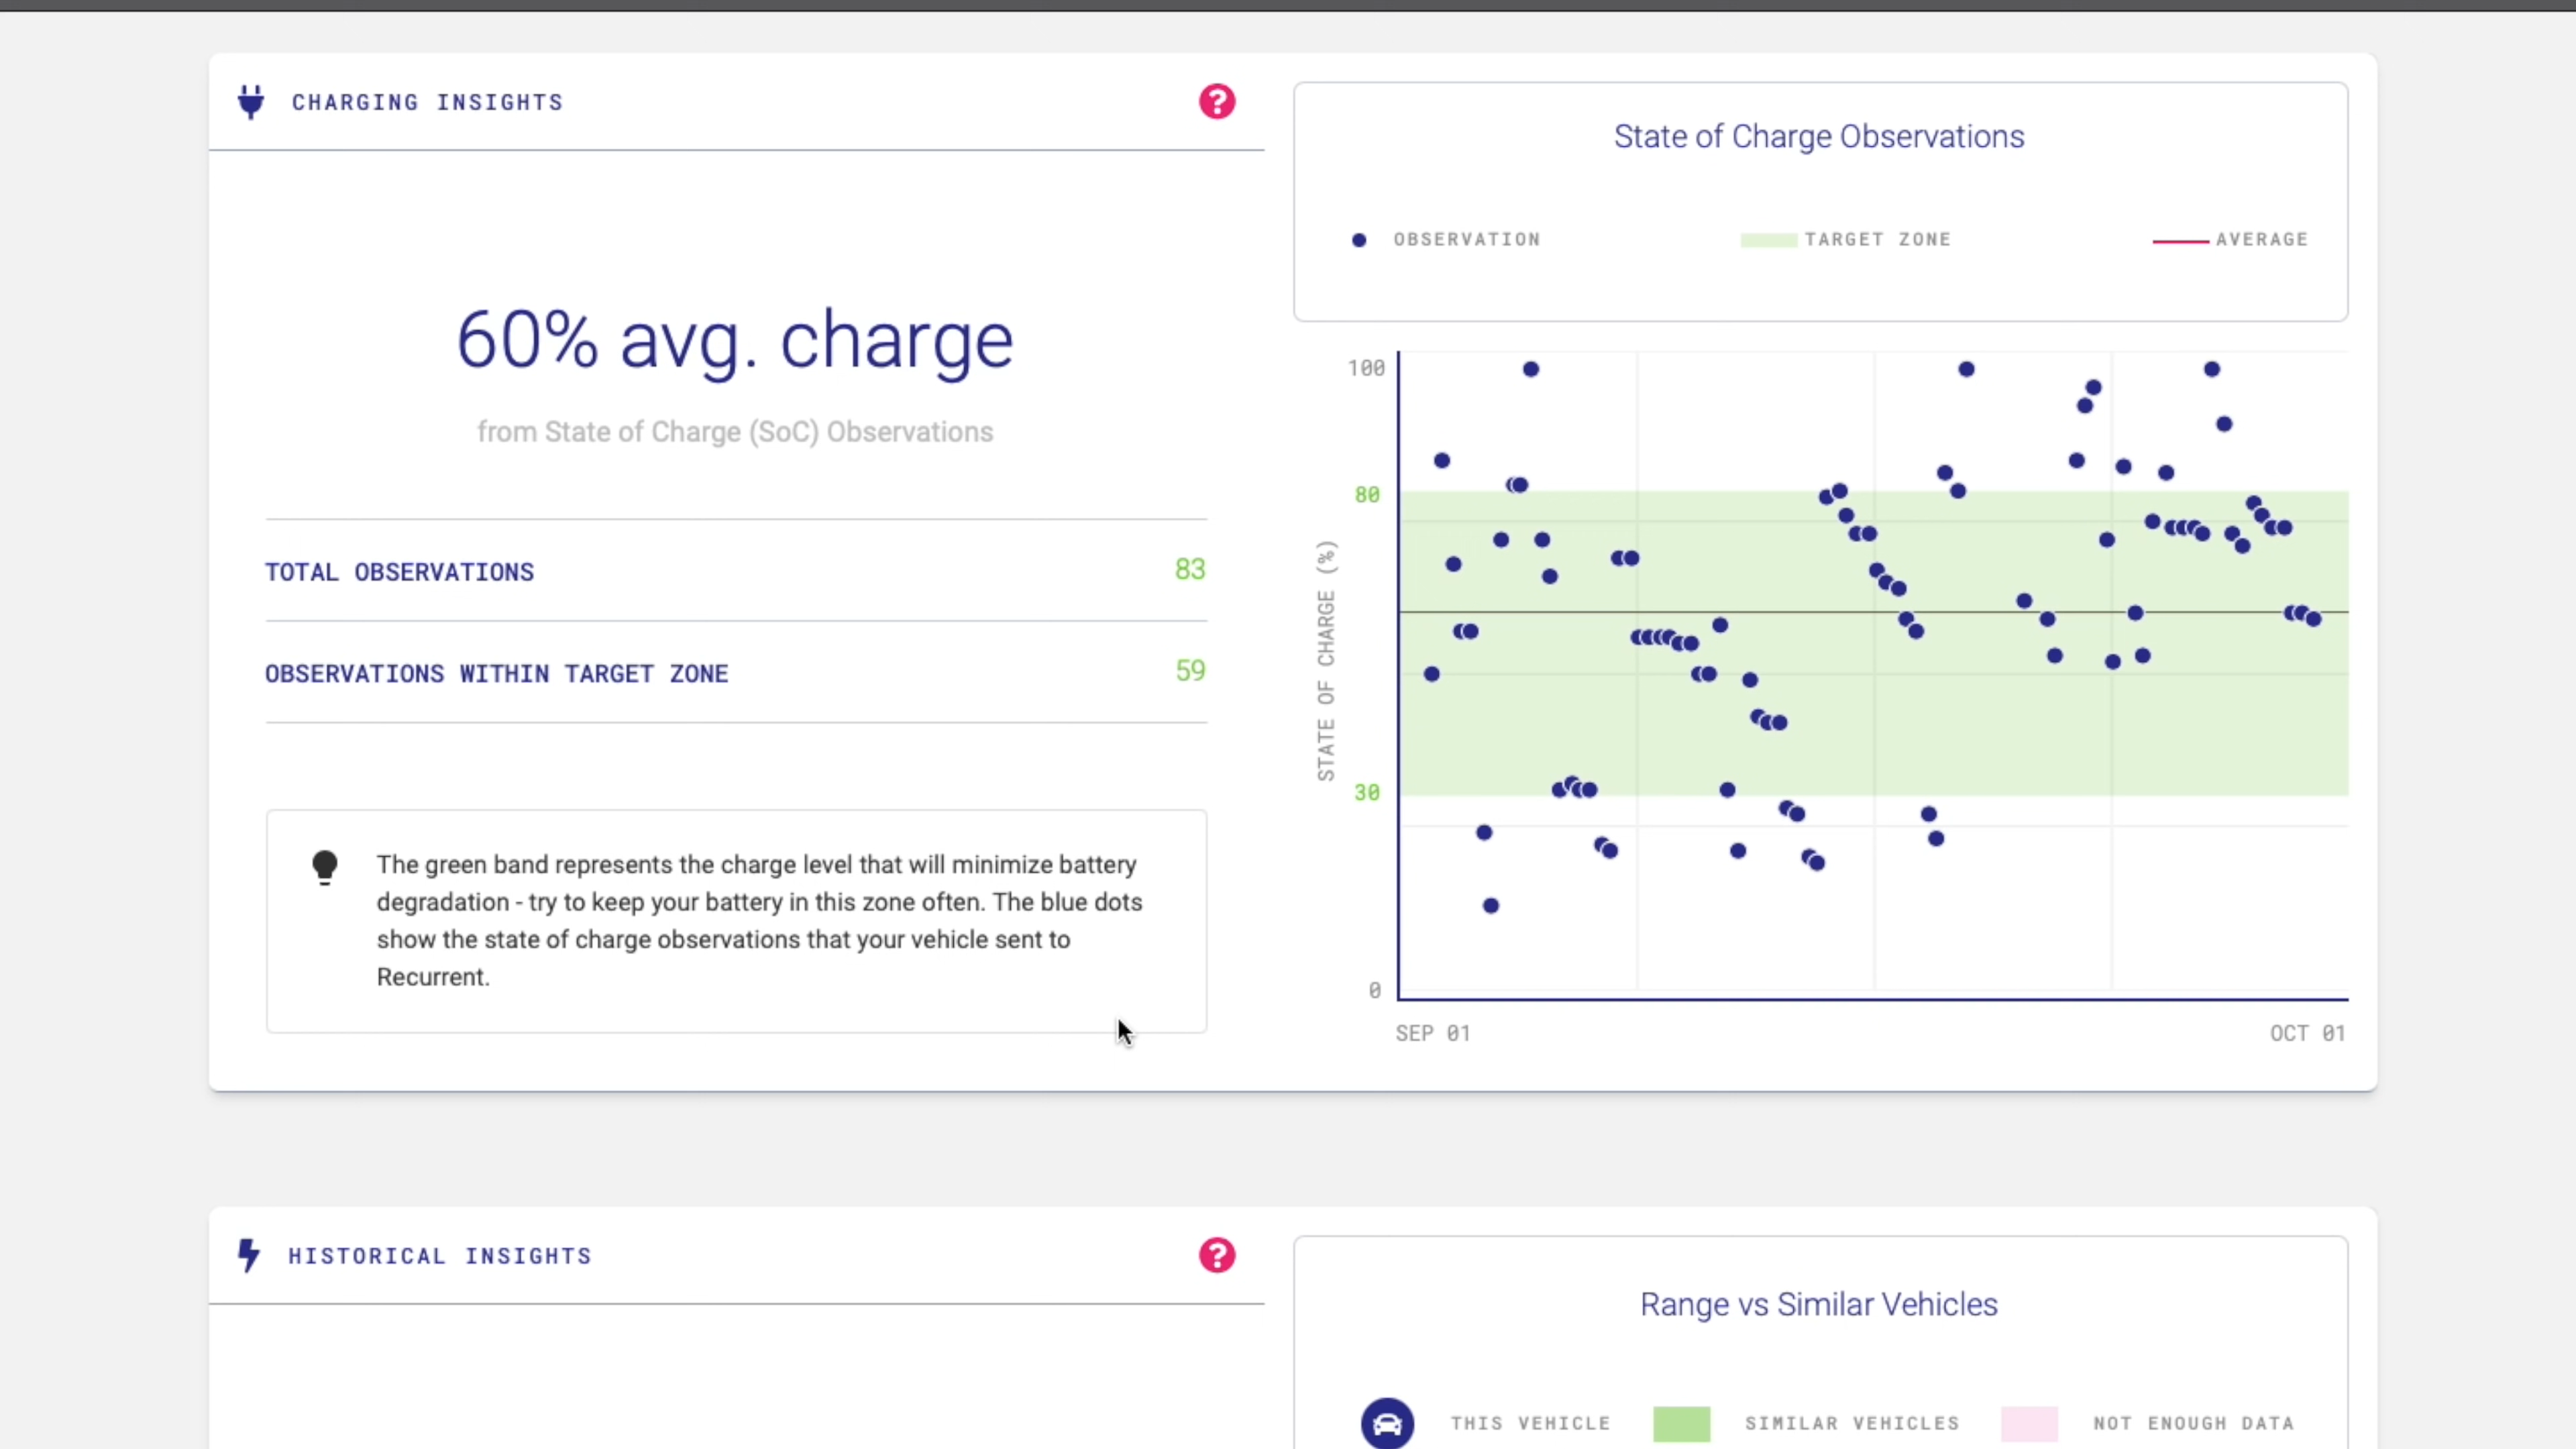 CHARGING INSIGHTS
?
60% avg. charge
from State of Charge (SoC) Observations
TOTAL OBSERVATIONS 83
OBSERVATIONS WITHIN TARGET ZONE 59
The green band represents the charge level that will minimize battery
degradation - try to keep your battery in this zone often. The blue dots
show the state of charge observations that your vehicle sent to
Recurrent.
State of Charge Observations
OBSERVATION TARGET ZONE AVERAGE
100
80
30
0
STATE OF CHARGE (%)
SEP 01 OCT 01
HISTORICAL INSIGHTS
?
Range vs Similar Vehicles
THIS VEHICLE SIMILAR VEHICLES NOT ENOUGH DATA